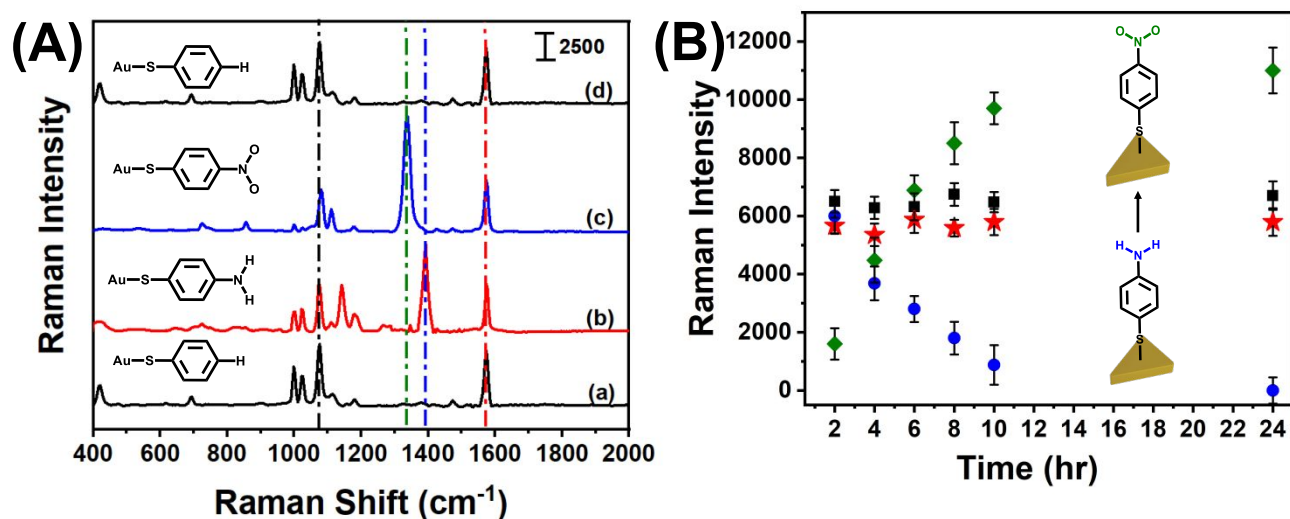 (A)
2500
Au—S
H
(d)
O
Au—S
N
O
(c)
H
Au—S
N
H
(b)
Au—S
H
(a)
400 600 800 1000 1200 1400 1600 1800 2000
Raman Shift (cm-1)
Raman Intensity
(B)
12000
10000
8000
6000
4000
2000
0
Raman Intensity
O O
N
S
H H
N
S
2 4 6 8 10 12 14 16 18 20 22 24
Time (hr)